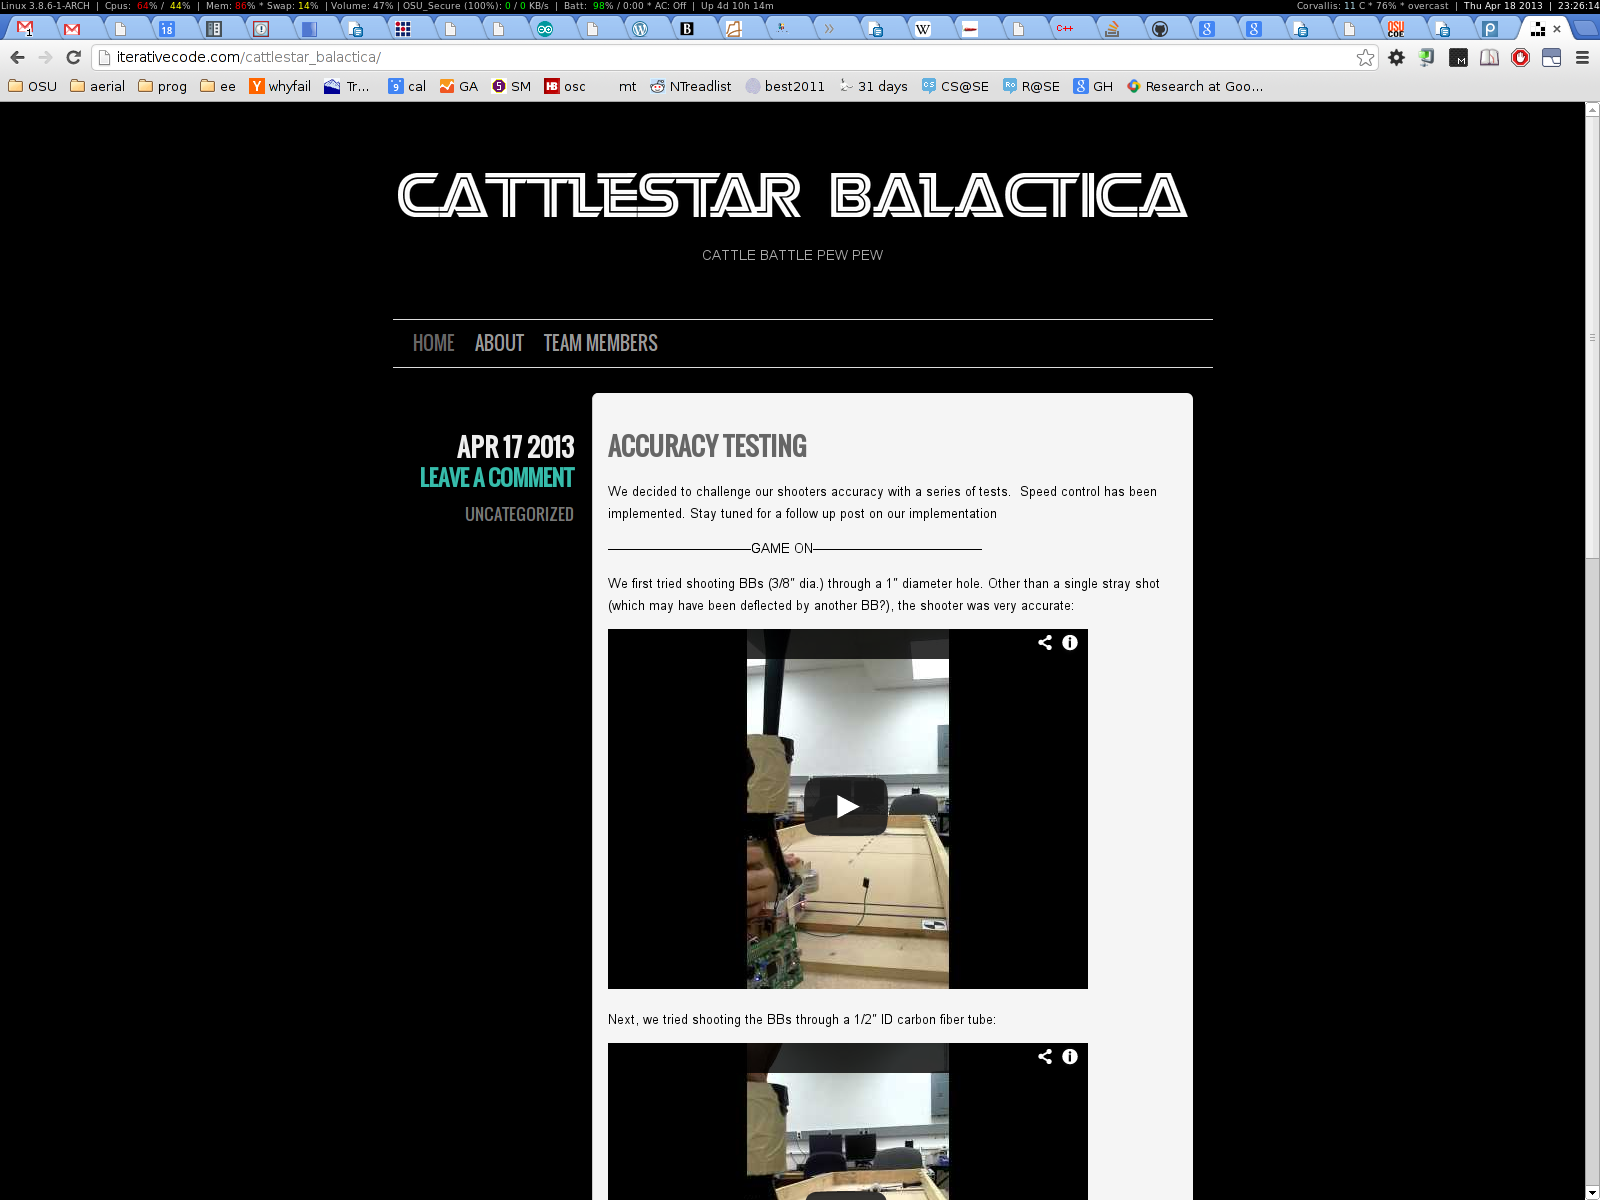 Linux 3.8.6-1-ARCH | Cpus: 64% / 44% | Mem: 86% * Swap: 14% | Volume: 47% | OSU_Secure (100%): 0 / 0 KB/s | Batt: 98% / 0:00 * AC: Off | Up 4d 10h 14m
Corvallis: 11 C * 76% * overcast | Thu Apr 18 2013 | 23:26:14
iterativecode.com/cattlestar_balactica/
OSU aerial prog ee whyfail Tr... cal GA SM osc mt NTreadlist best2011 31 days CS@SE R@SE GH Research at Goo...
CATTLESTAR BALACTICA
CATTLE BATTLE PEW PEW
HOME ABOUT TEAM MEMBERS
APR 17 2013
LEAVE A COMMENT
UNCATEGORIZED
ACCURACY TESTING
We decided to challenge our shooters accuracy with a series of tests. Speed control has been
implemented. Stay tuned for a follow up post on our implementation
———————————GAME ON—————————————
We first tried shooting BBs (3/8″ dia.) through a 1″ diameter hole. Other than a single stray shot
(which may have been deflected by another BB?), the shooter was very accurate:
Next, we tried shooting the BBs through a 1/2″ ID carbon fiber tube: